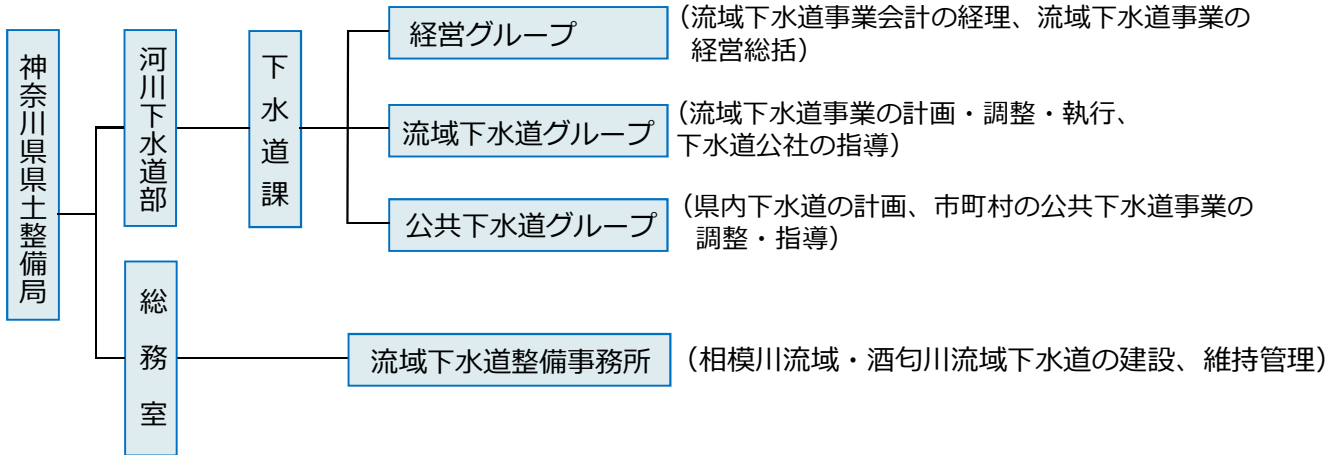 神奈川県県土整備局
河川下水道部
下水道課
経営グループ
（流域下水道事業会計の経理、流域下水道事業の
経営総括）
流域下水道グループ
（流域下水道事業の計画・調整・執行、
下水道公社の指導）
公共下水道グループ
（県内下水道の計画、市町村の公共下水道事業の
調整・指導）
総務室
流域下水道整備事務所
（相模川流域・酒匂川流域下水道の建設、維持管理）